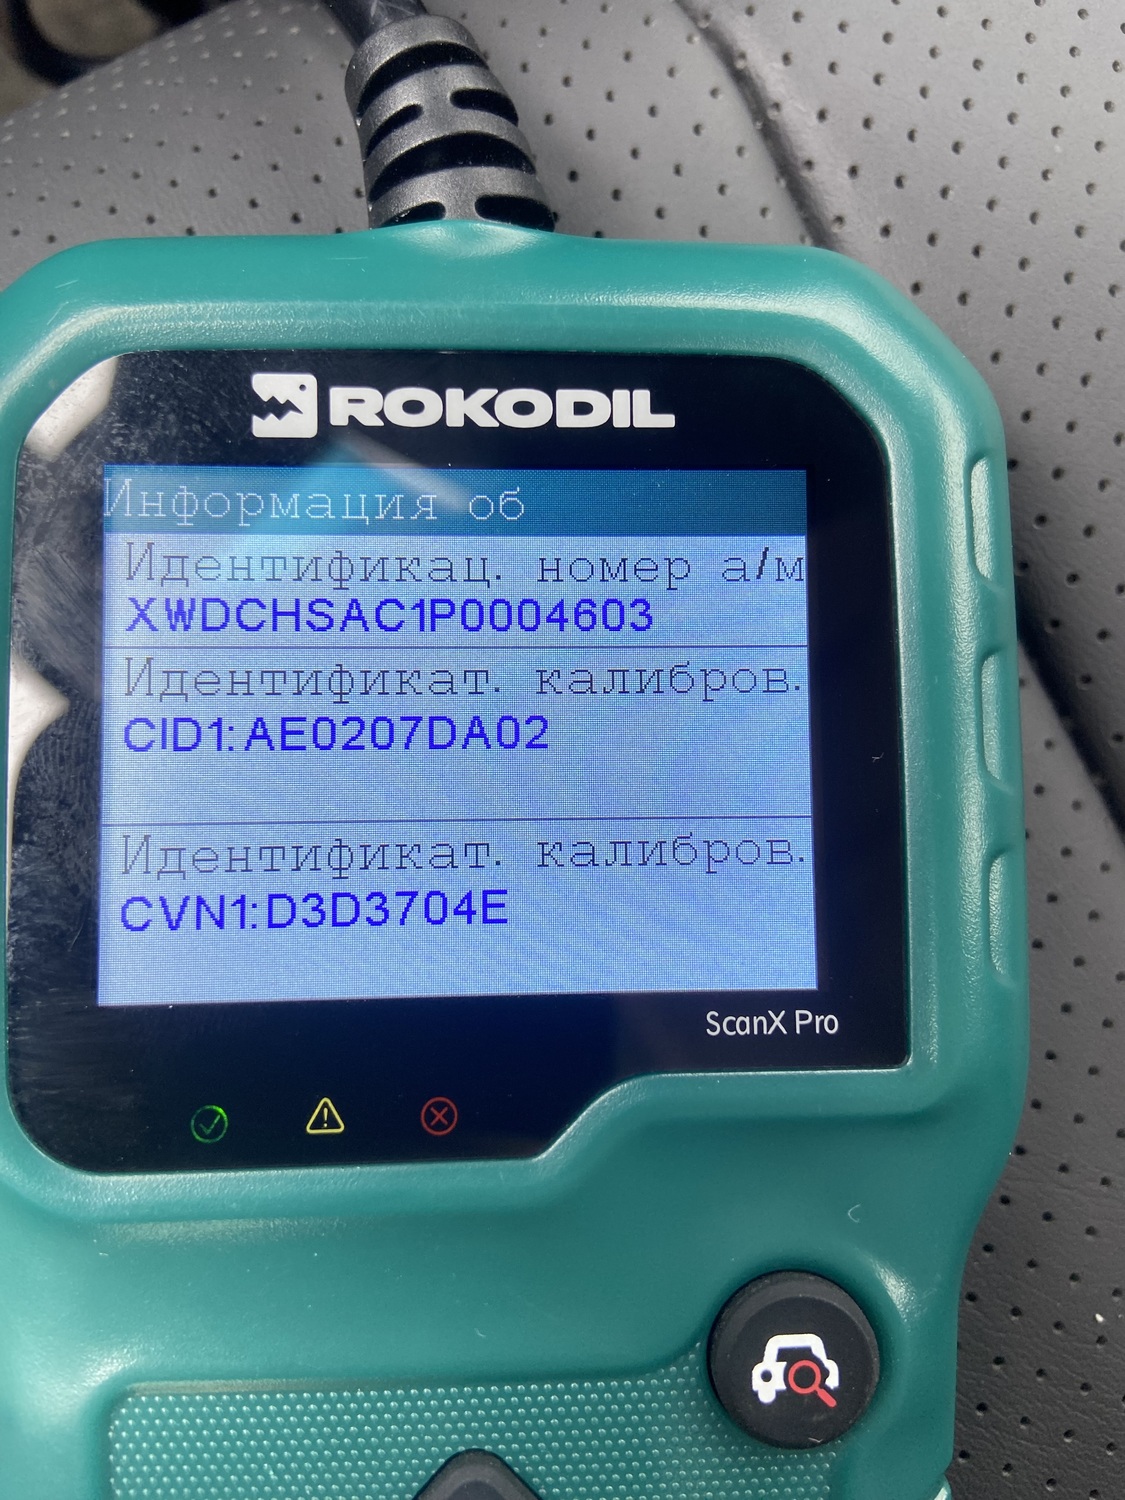 ROKODIL
Информация об
Идентификац. номер а/м
XWDCHSAC1P0004603
Идентификат. калибров.
CID1:AE0207DA02
Идентификат. калибров.
CVN1:D3D3704E
ScanX Pro